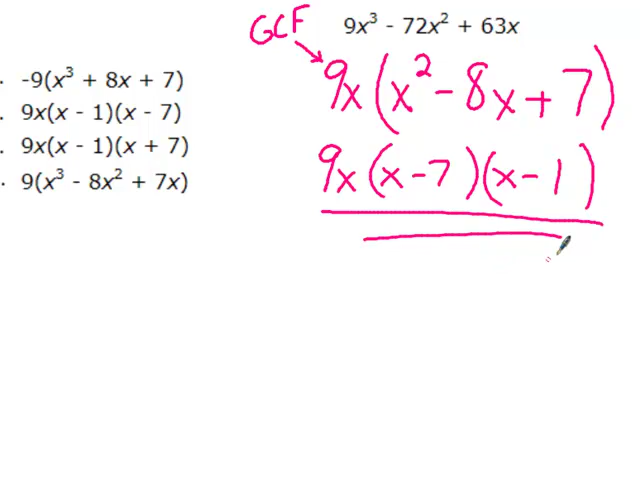 GCF
9x³ - 72x² + 63x
. -9(x³ + 8x + 7)
. 9x(x - 1)(x - 7)
. 9x(x - 1)(x + 7)
. 9(x³ - 8x² + 7x)
9x(x² - 8x + 7)
9x(x - 7)(x - 1)